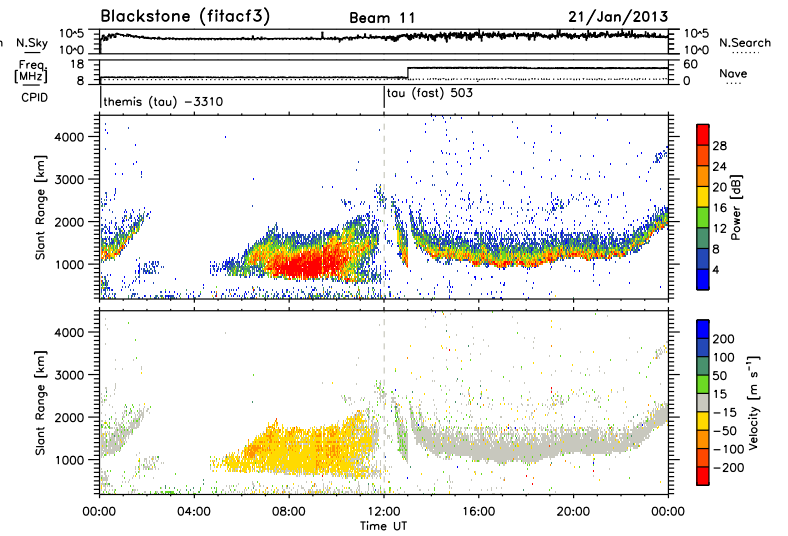 Blackstone (fitacf3) Beam 11 21/Jan/2013
n N.Sky 10^5 10^0 10^5 10^0 N.Search
Freq. [MHz] 18 8 60 0 Nave
CPID themis (tau) −3310 tau (fast) 503
Slant Range [km]
4000
3000
2000
1000
28
24
20
16
12
8
4
Power [dB]
Slant Range [km]
4000
3000
2000
1000
200
100
50
15
−15
−50
−100
−200
Velocity [m s⁻¹]
00:00 04:00 08:00 12:00 16:00 20:00 00:00
Time UT